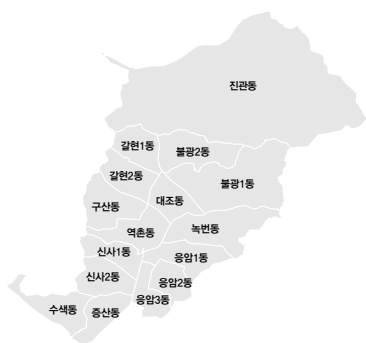 진관동
갈현1동
불광2동
갈현2동
불광1동
대조동
구산동
녹번동
역촌동
신사1동
응암1동
신사2동
응암2동
응암3동
수색동
증산동